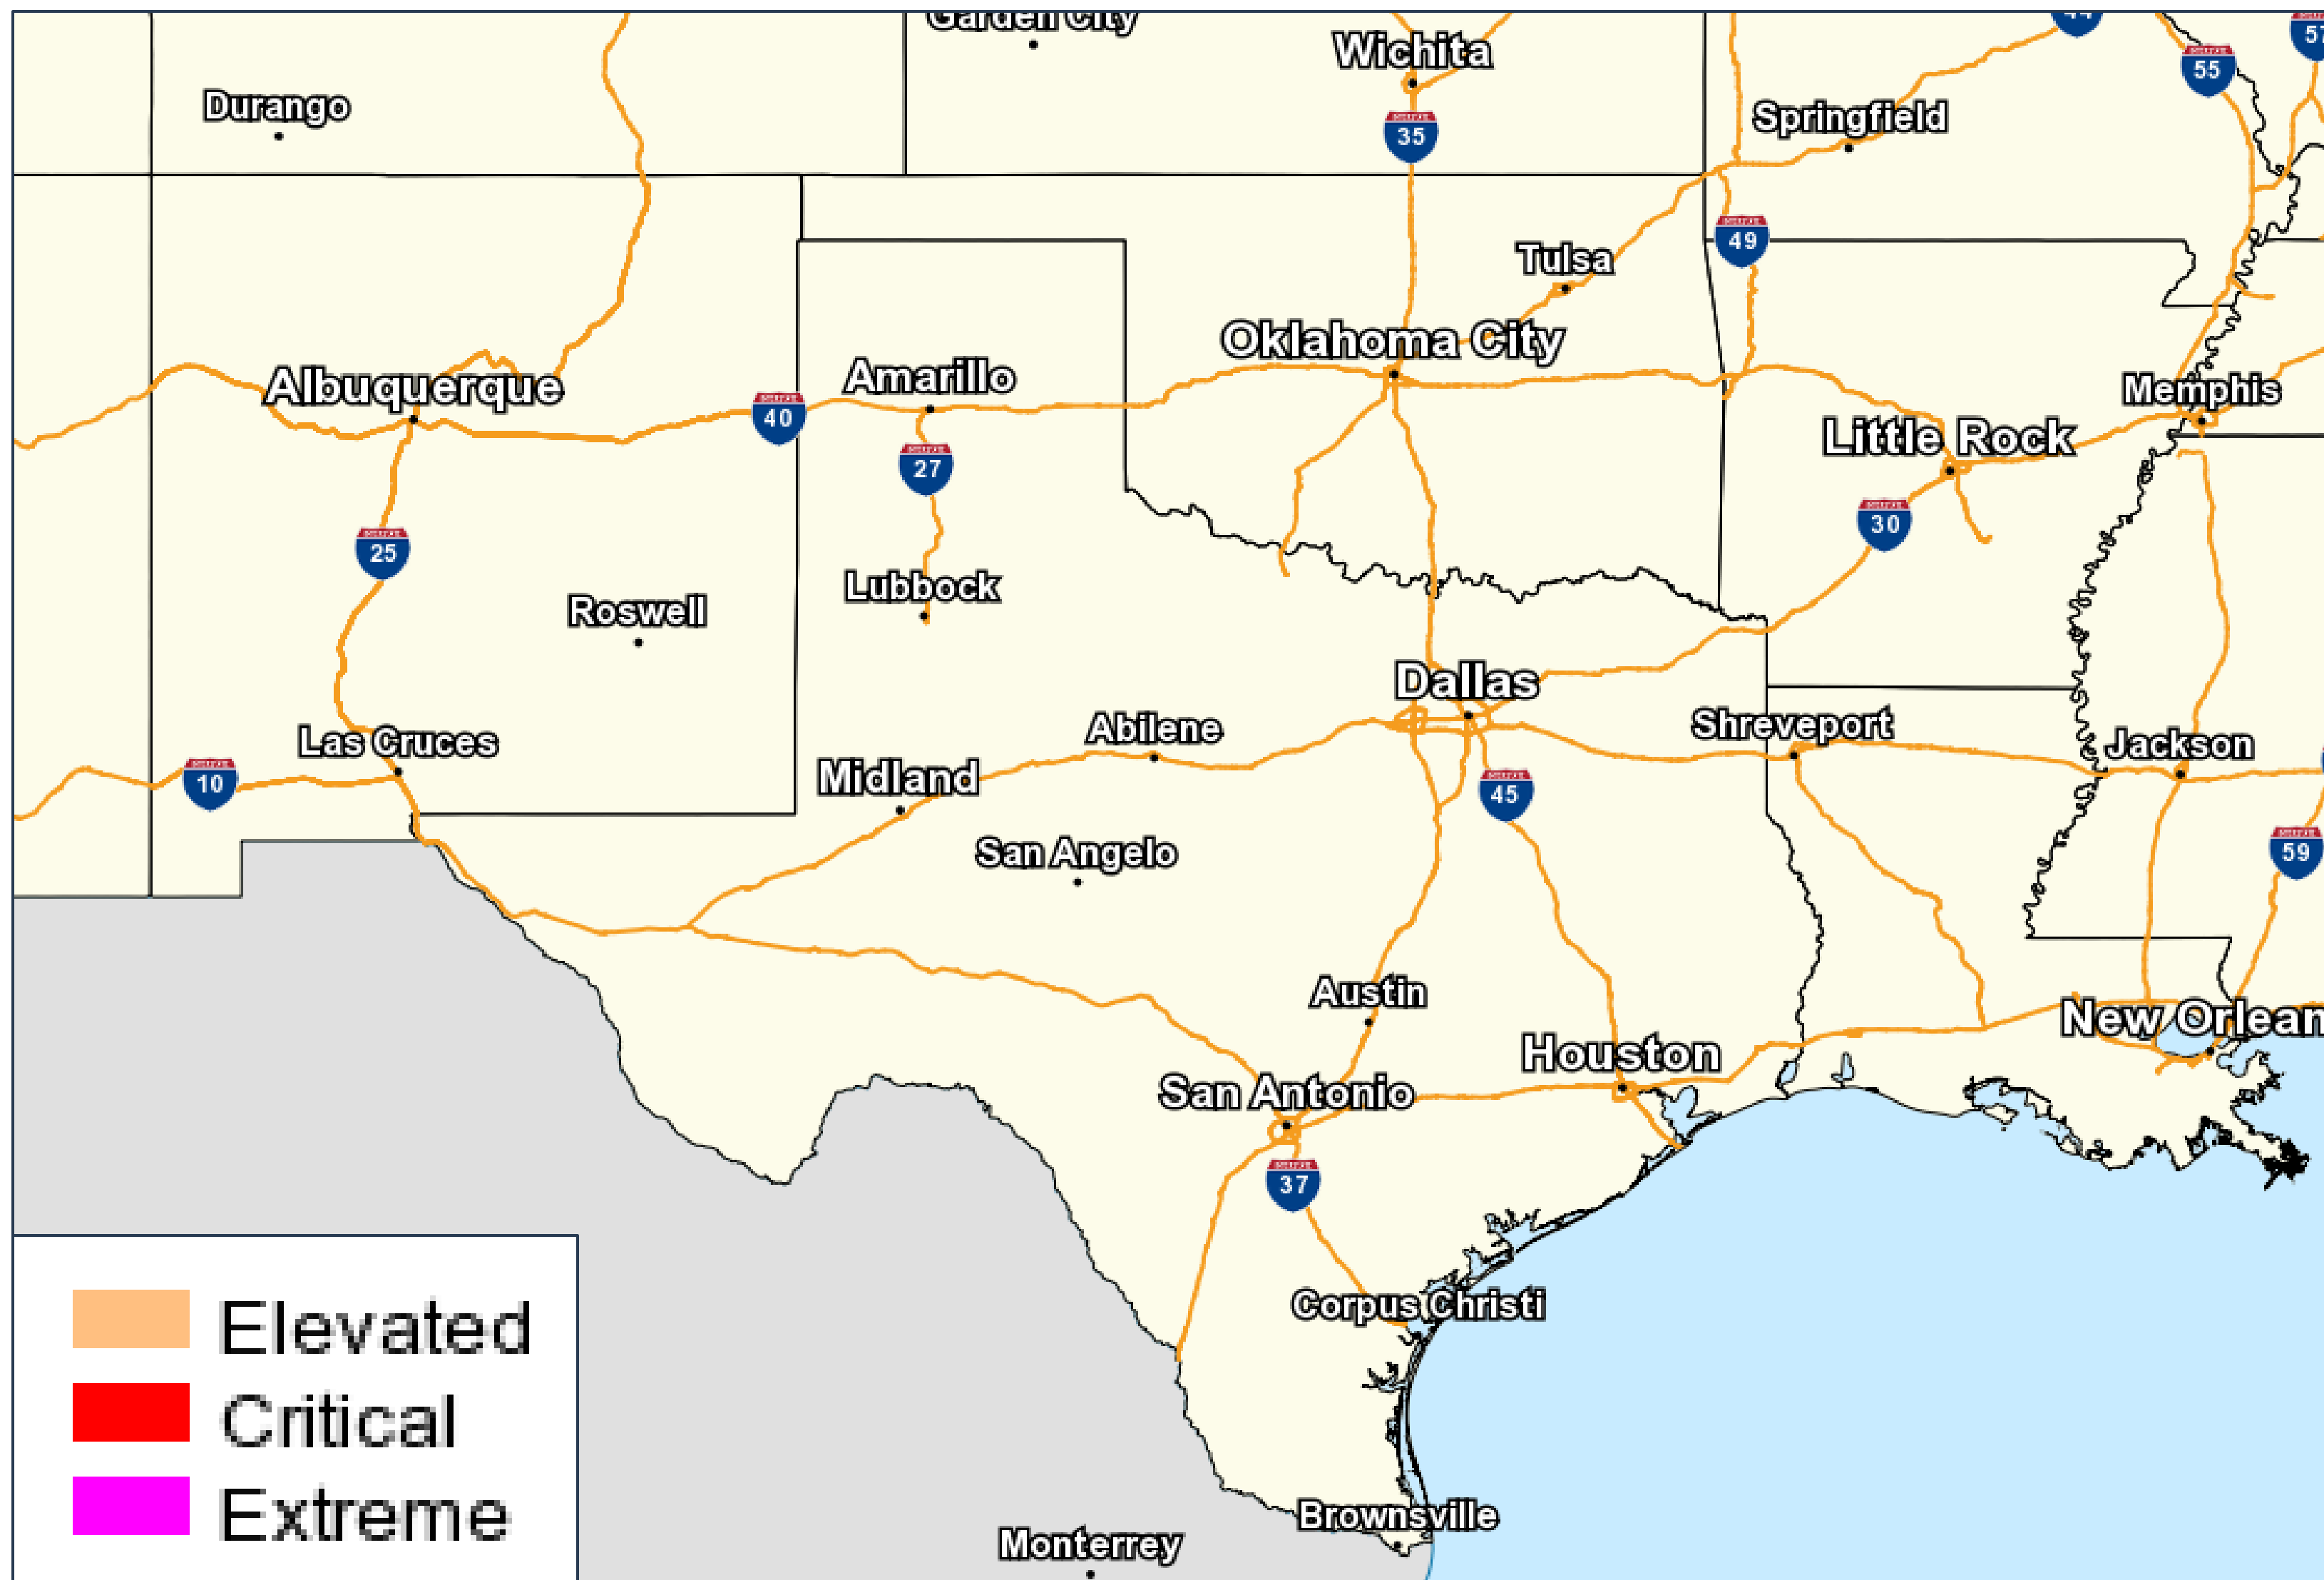 Garden City
Wichita
44
57
55
Durango
Springfield
35
49
Tulsa
Oklahoma City
Albuquerque
Amarillo
Memphis
40
Little Rock
27
30
25
Lubbock
Roswell
Dallas
Abilene
Shreveport
Las Cruces
Midland
Jackson
10
45
San Angelo
59
Austin
New Orlean
Houston
San Antonio
37
Corpus Christi
Elevated
Critical
Extreme
Brownsville
Monterrey